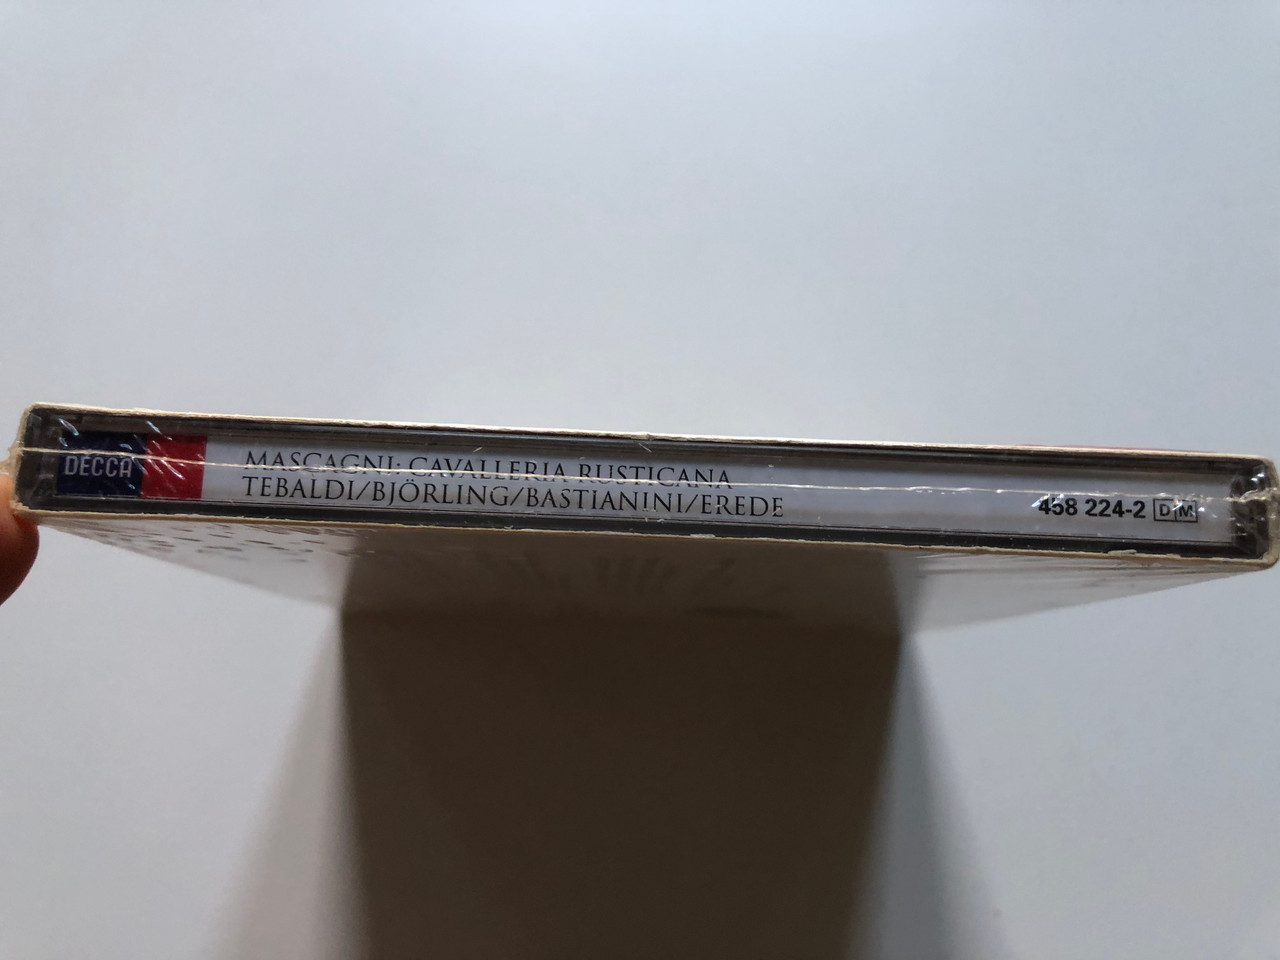 DECCA
MASCAGNI: CAVALLERIA RUSTICANA
TEBALDI/BJÖRLING/BASTIANINI/EREDE
458 224-2 DM